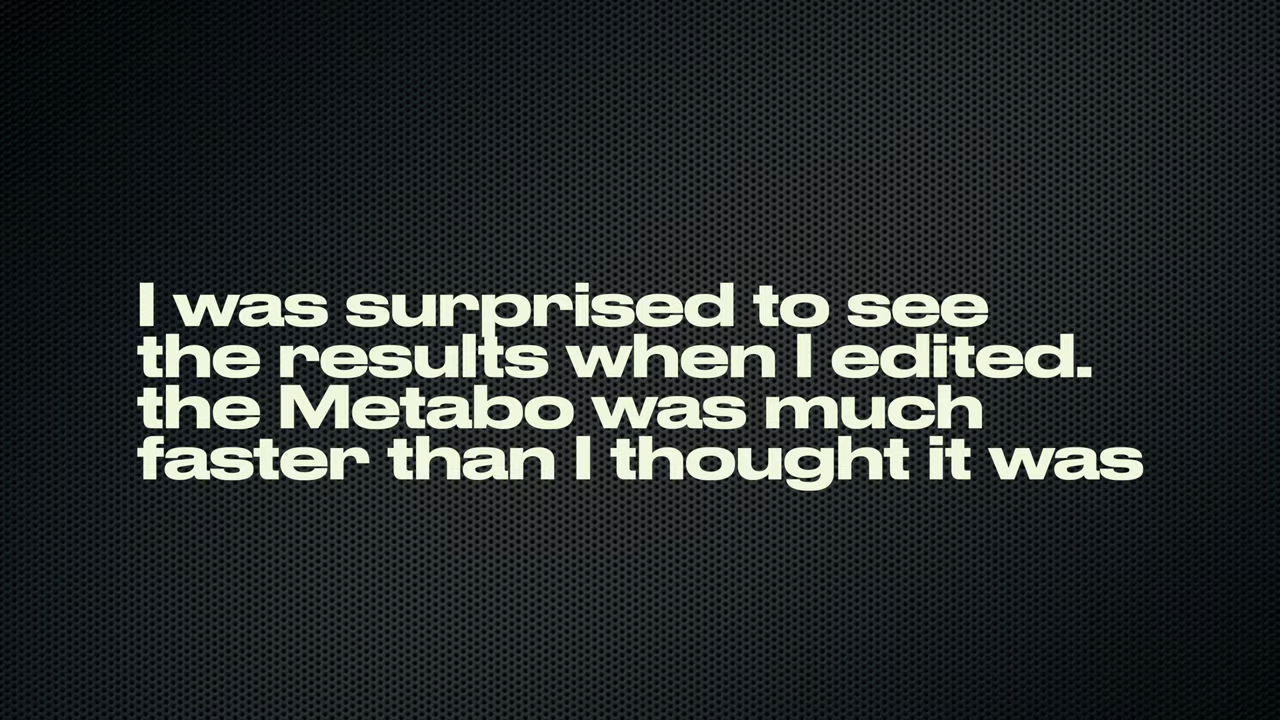 I was surprised to see
the results when I edited.
the Metabo was much
faster than I thought it was